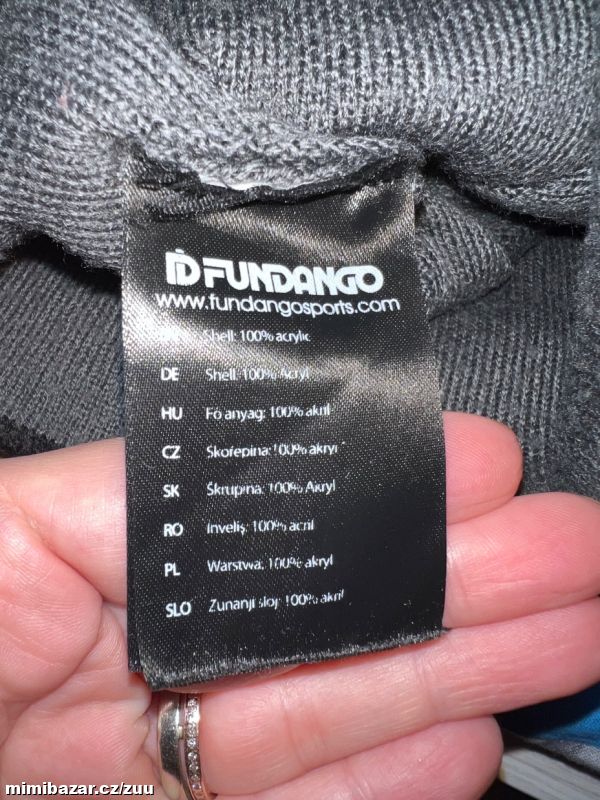 FUNDANGO
www.fundangosports.com
Shell: 100% acrylic
DE Shell: 100% Acryl
HU Fő anyag: 100% akril
CZ Skořepina: 100% akryl
SK Škrupina: 100% Akryl
RO Inveliş: 100% acril
PL Warstwa: 100% akryl
SLO Zunanji sloj: 100% akril
mimibazar.cz/zuu